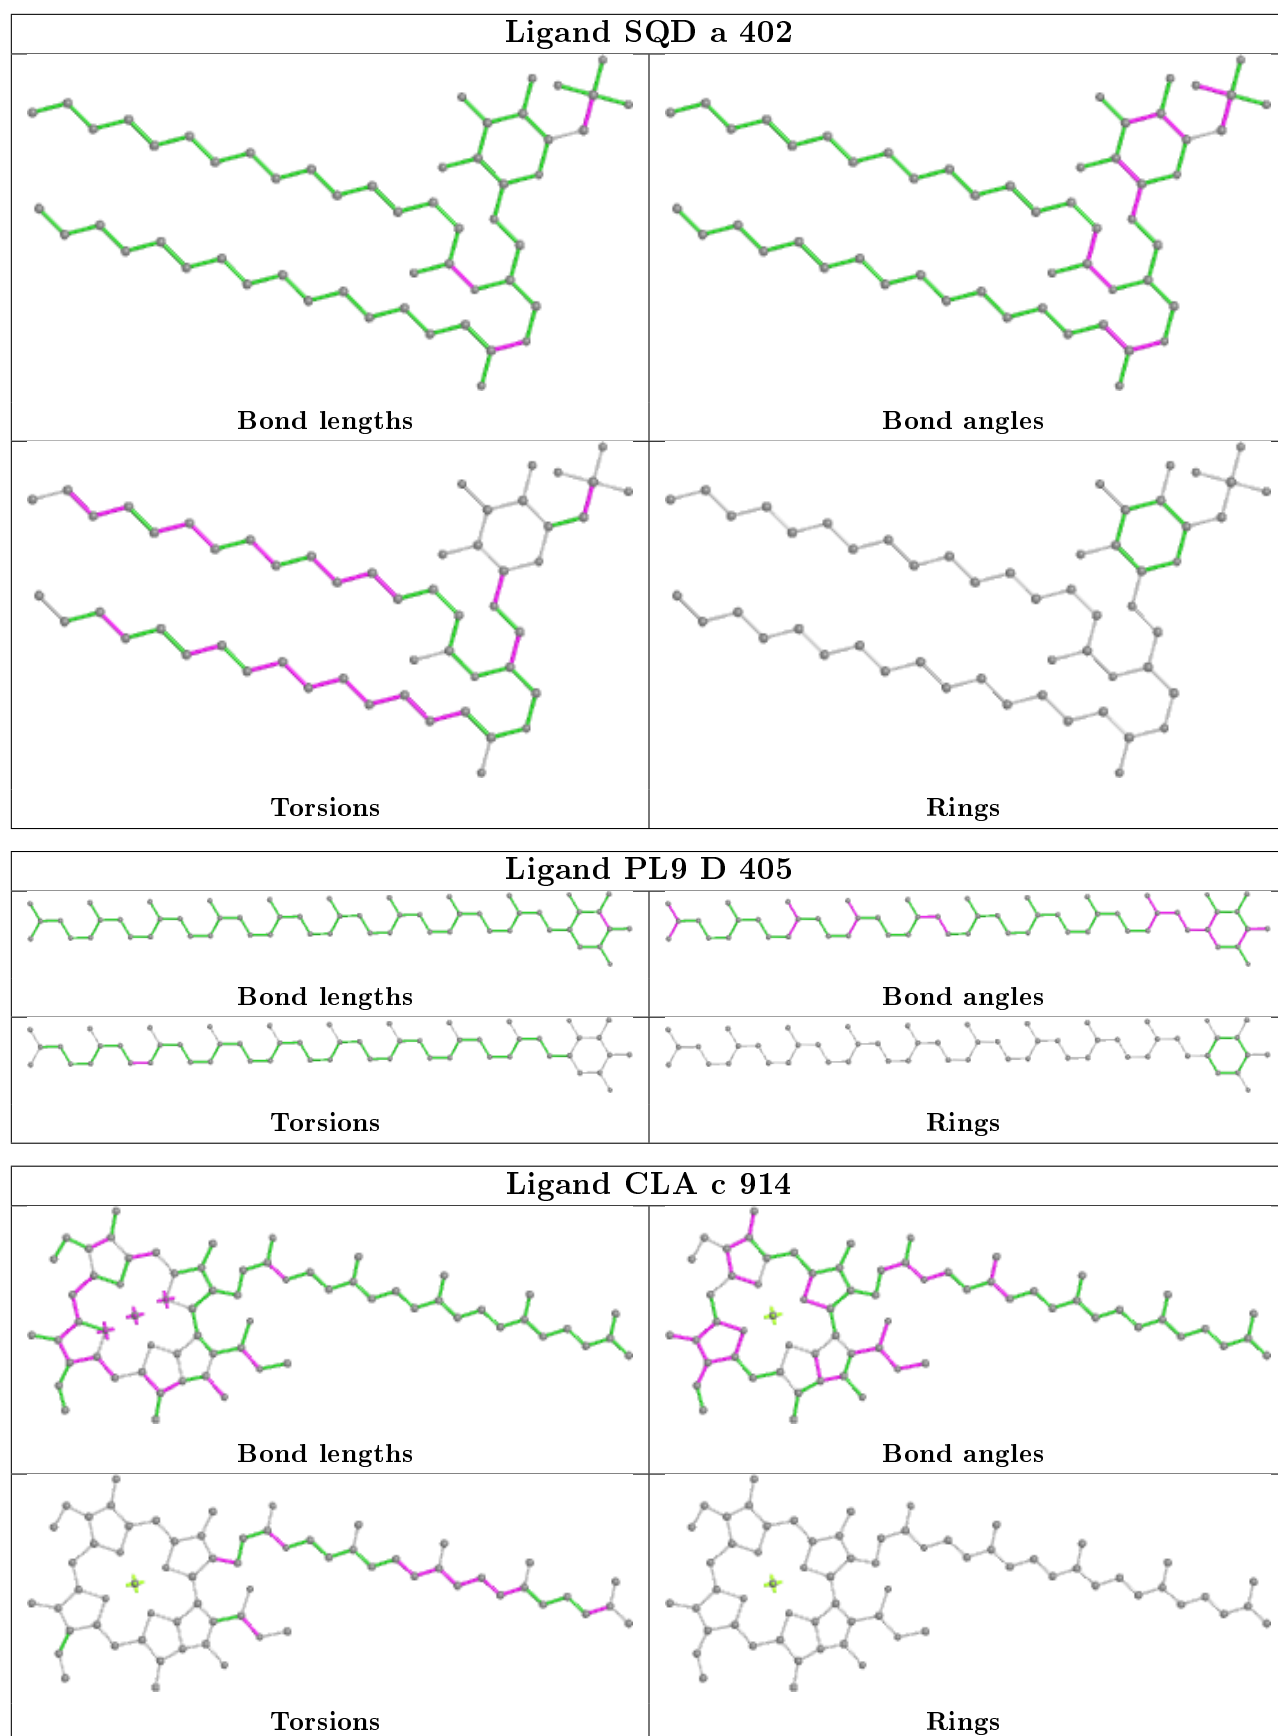 Ligand SQD a 402
Bond lengths
Bond angles
Torsions
Rings
Ligand PL9 D 405
Bond lengths
Bond angles
Torsions
Rings
Ligand CLA c 914
Bond lengths
Bond angles
Torsions
Rings